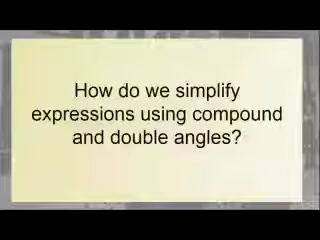 How do we simplify
expressions using compound
and double angles?